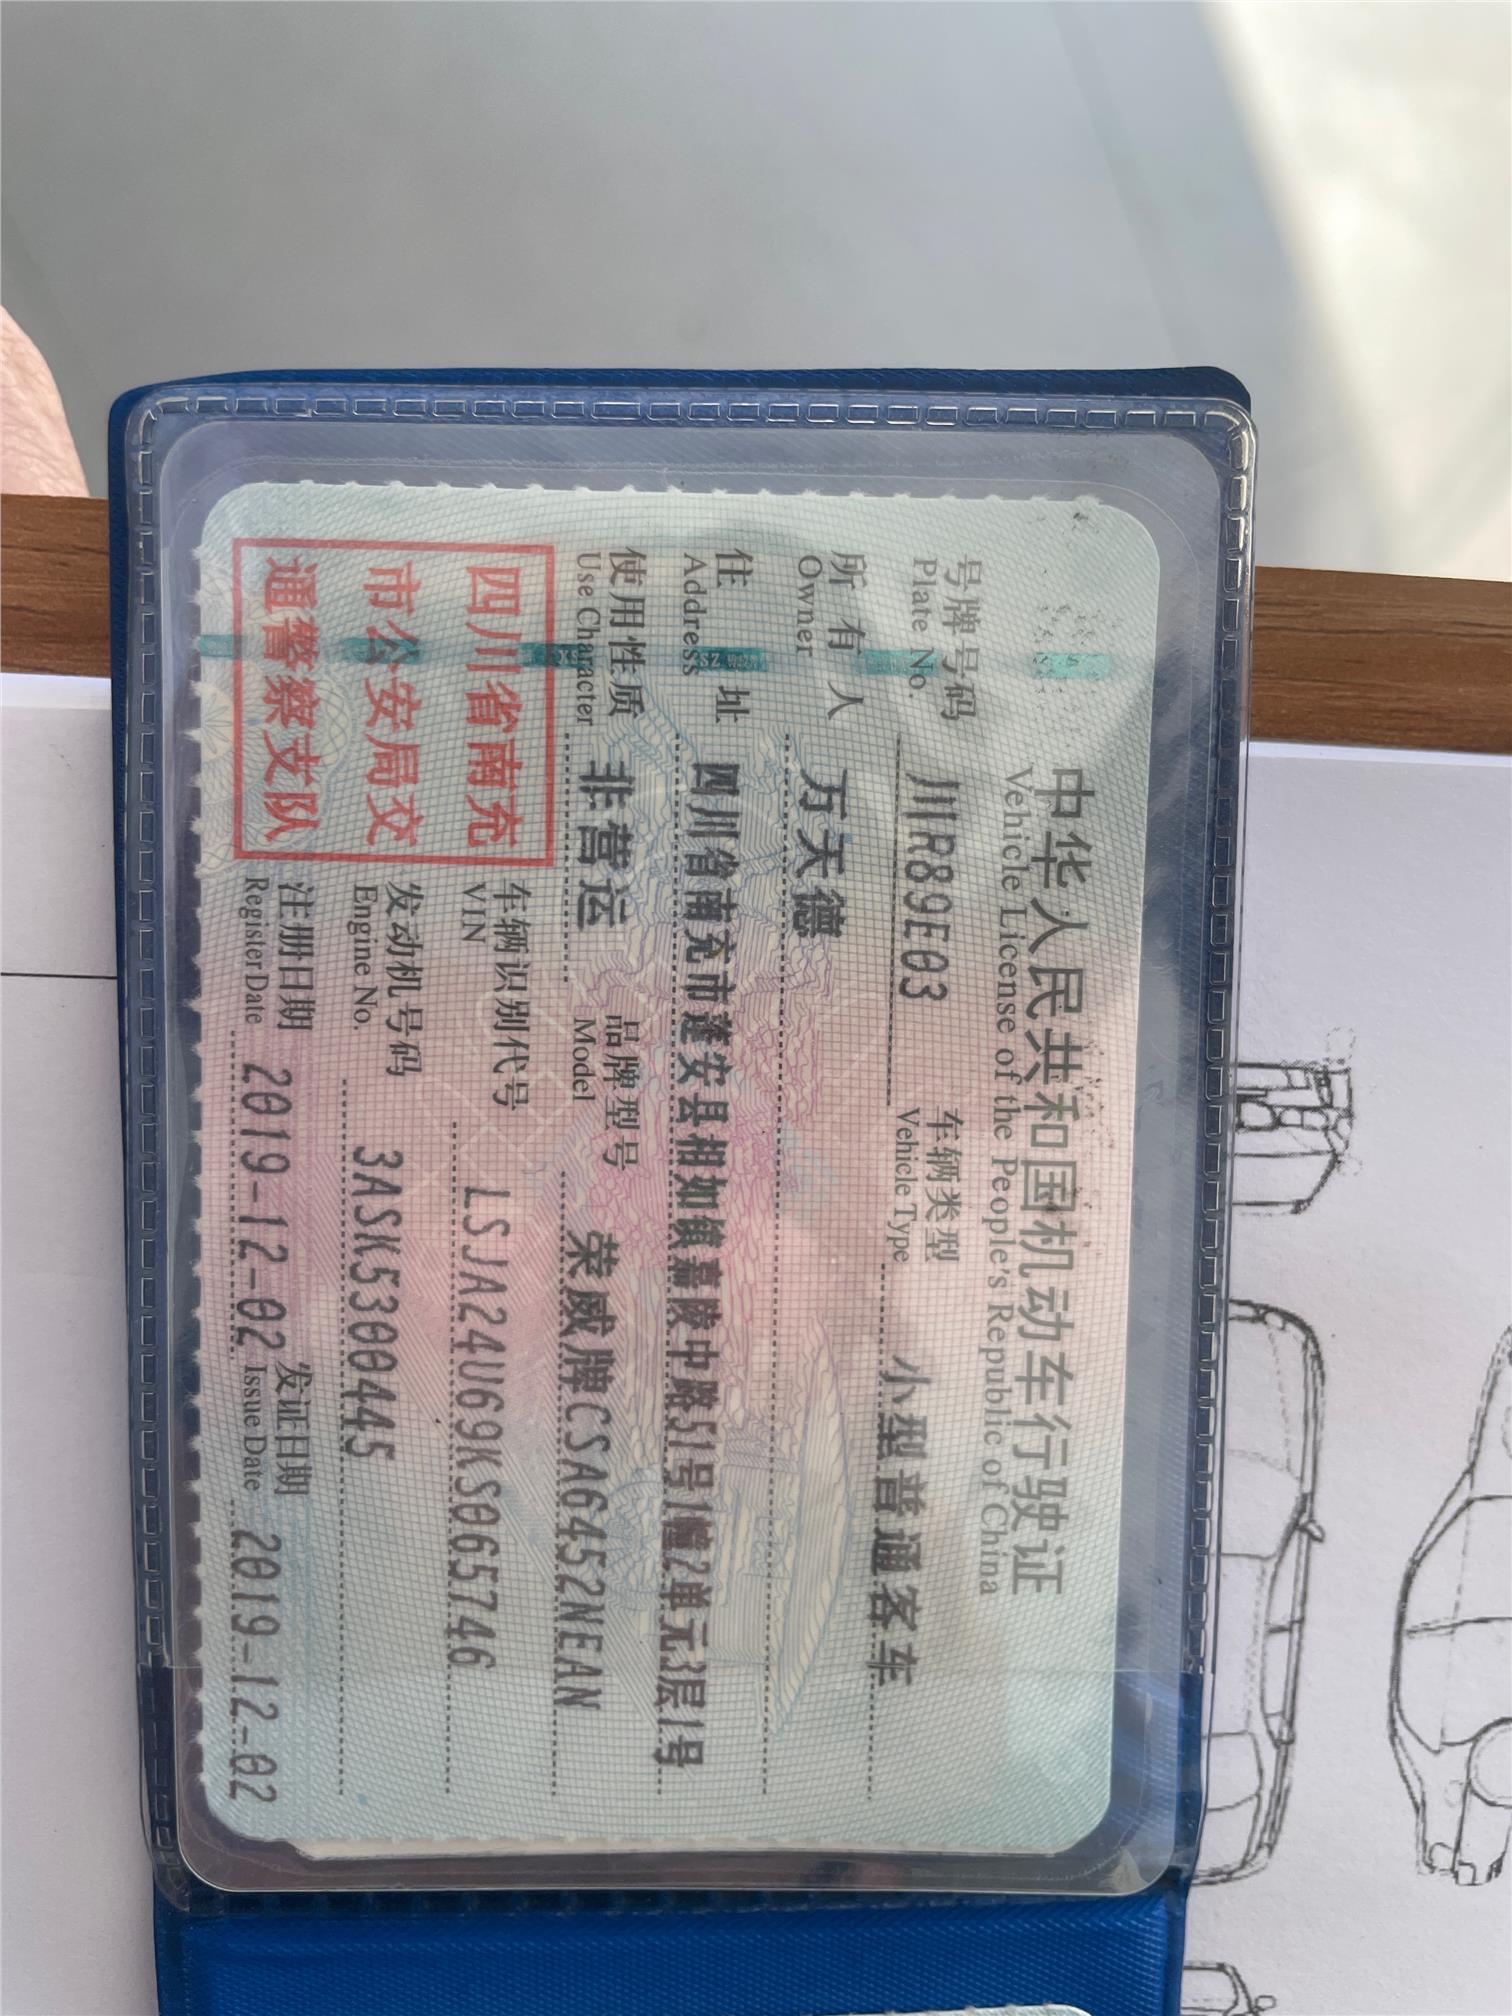 中华人民共和国机动车行驶证
Vehicle License of the People's Republic of China
号牌号码 川R89E03 车辆类型 小型普通客车
Plate No. Vehicle Type
所有人 万天德
Owner
住址 四川省南充市蓬安县相如镇嘉陵中路51号1幢2单元3层1号
Address
使用性质 非营运 品牌型号 荣威牌CSA6452NEAN
Use Character Model
四川省南充
市公安局交
通警察支队
车辆识别代号 LSJA24U69KS065746
VIN
发动机号码 3ASK5300445
Engine No.
注册日期 2019-12-02 发证日期 2019-12-02
Register Date Issue Date